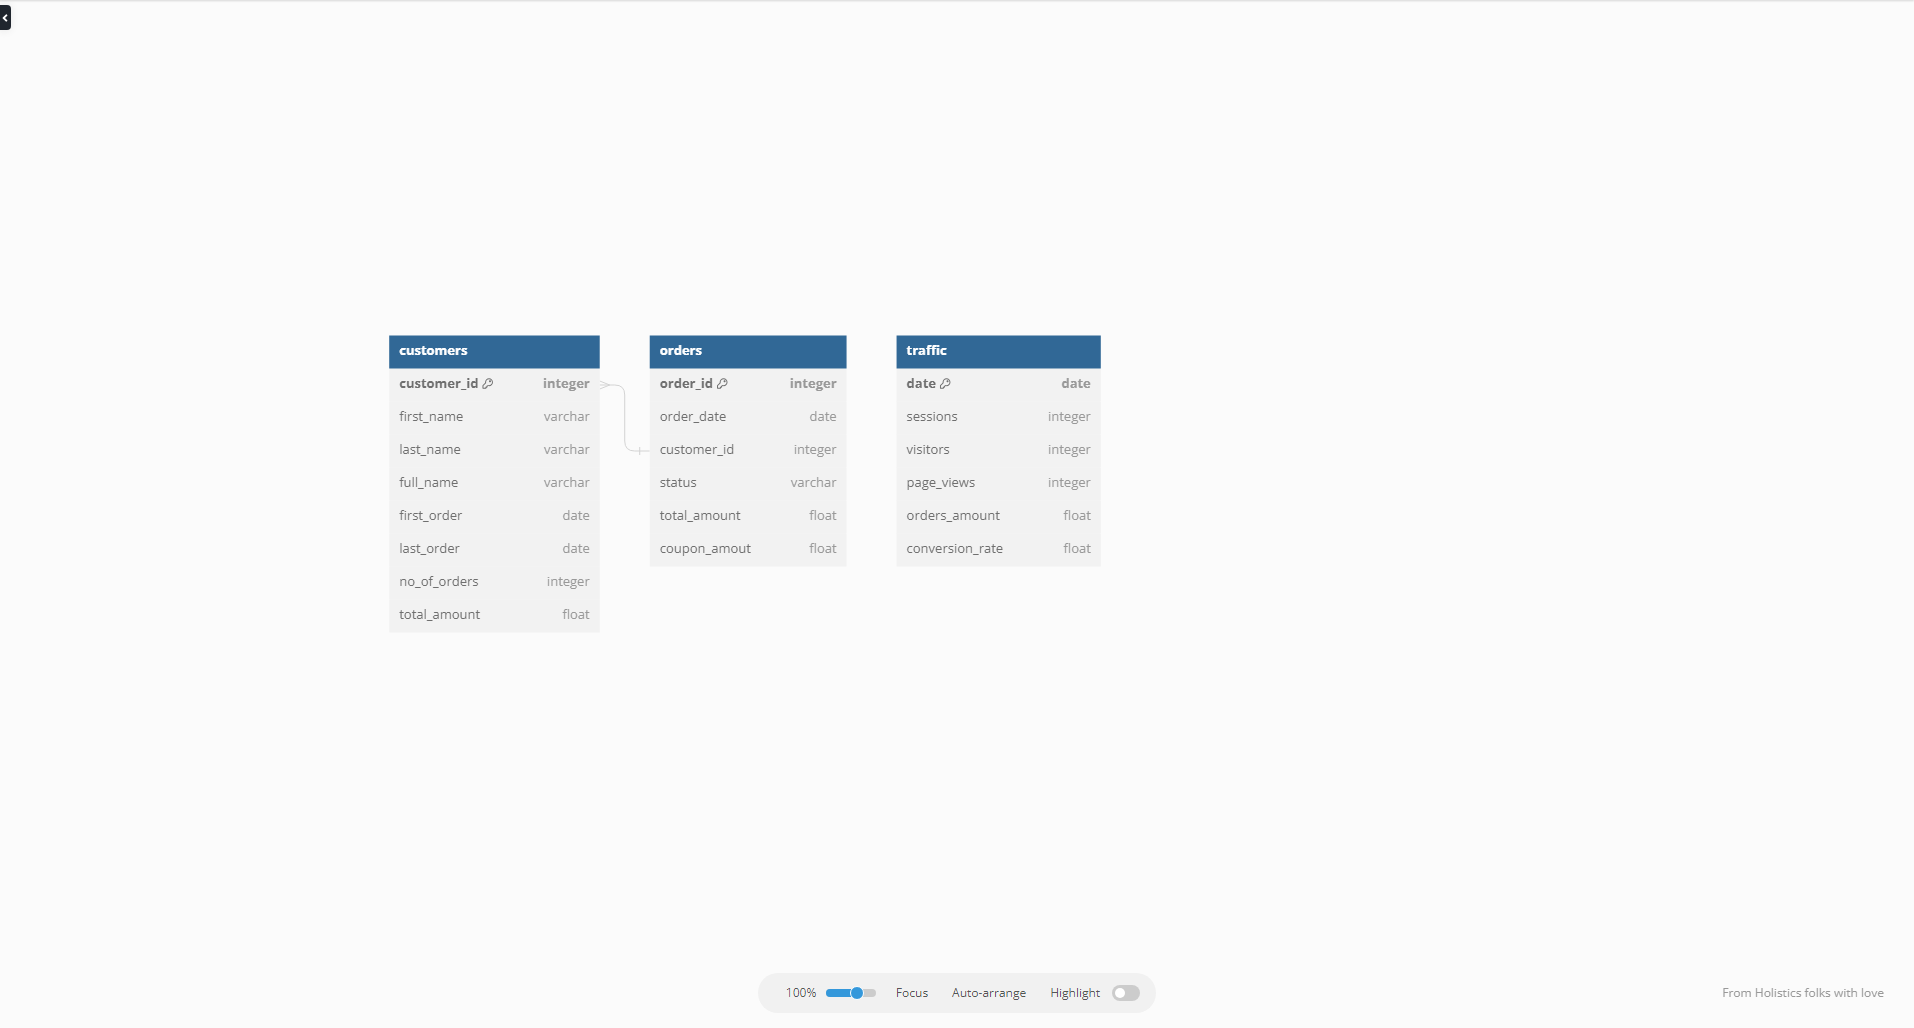 customers
customer_id integer
first_name varchar
last_name varchar
full_name varchar
first_order date
last_order date
no_of_orders integer
total_amount float
orders
order_id integer
order_date date
customer_id integer
status varchar
total_amount float
coupon_amout float
traffic
date date
sessions integer
visitors integer
page_views integer
orders_amount float
conversion_rate float
100% Focus Auto-arrange Highlight
From Holistics folks with love